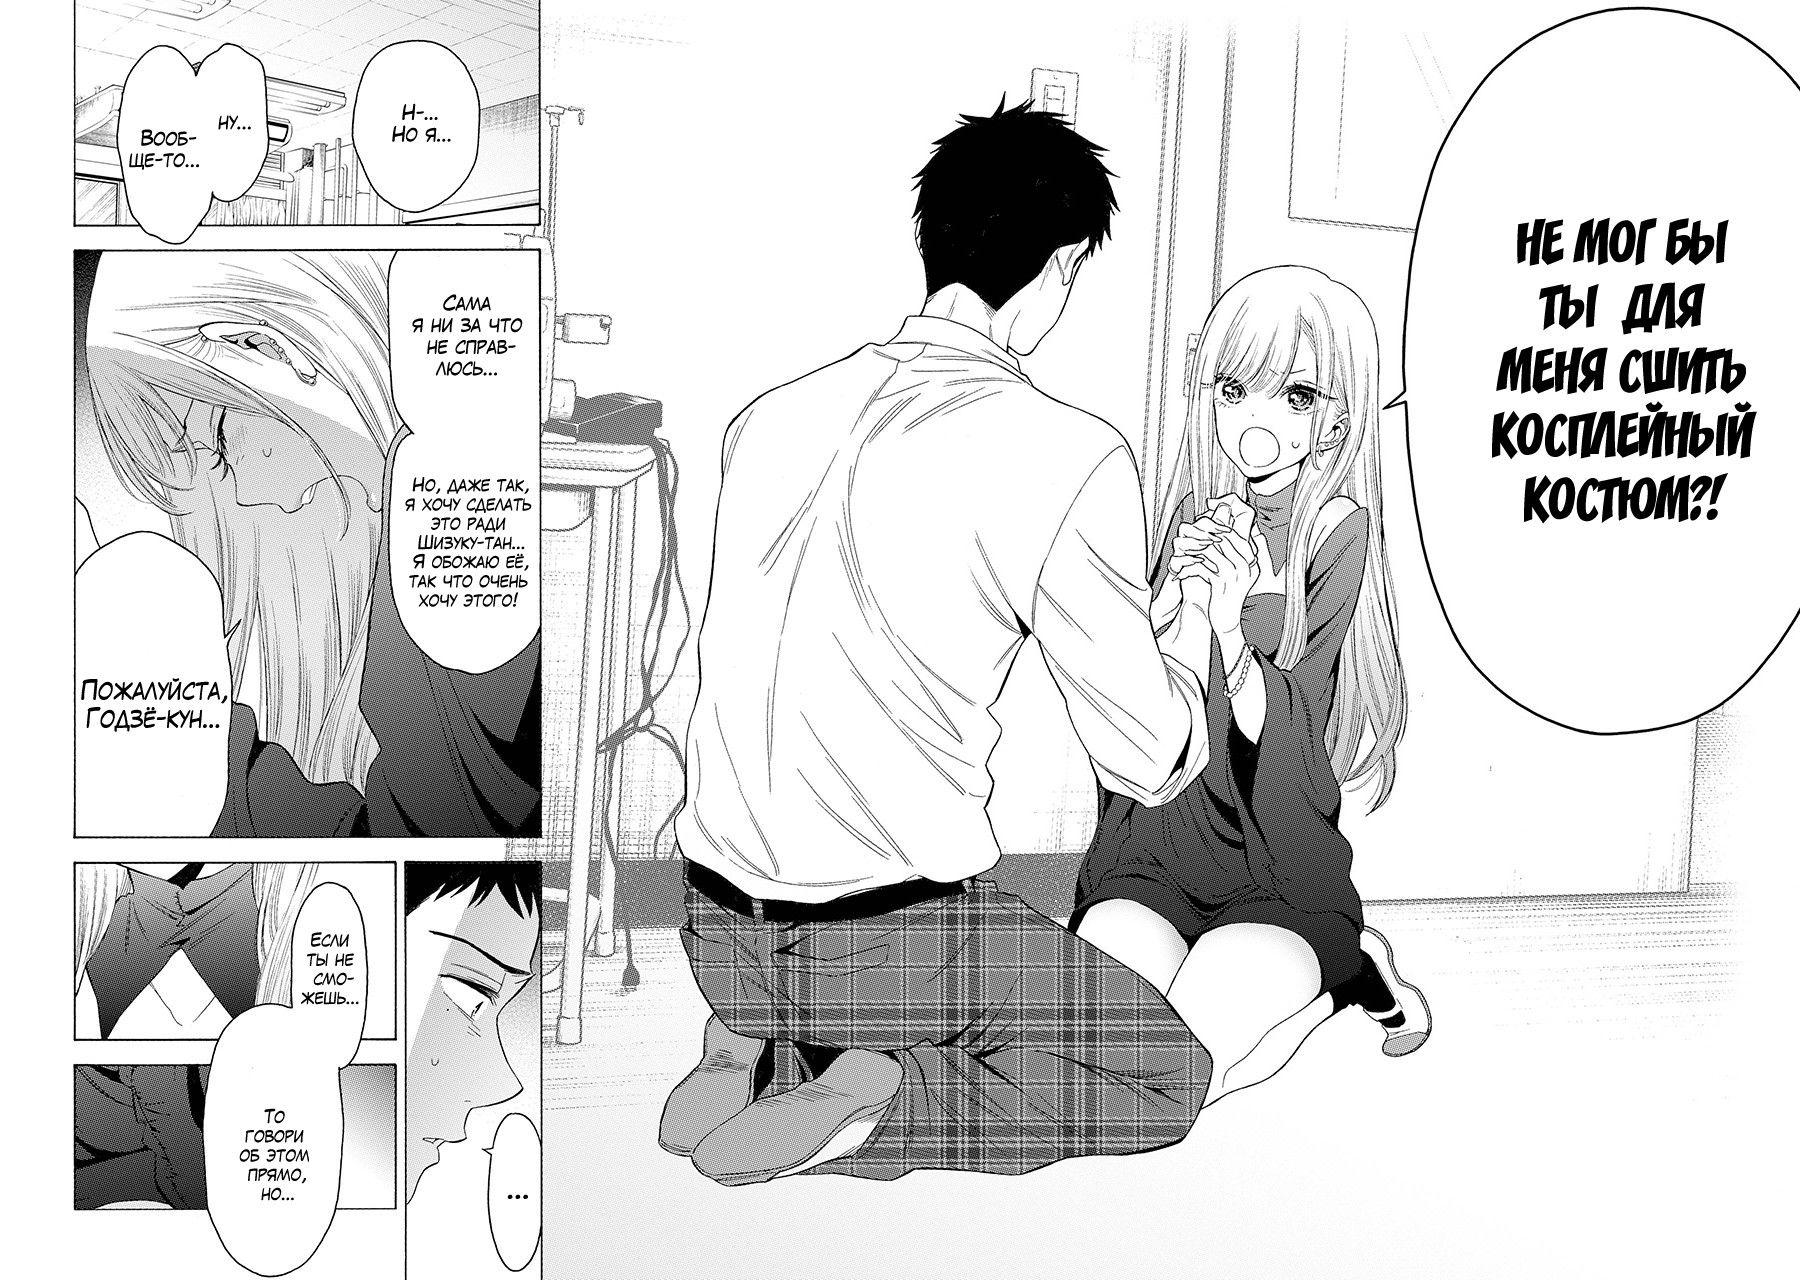 НЕ МОГ БЫ
ТЫ ДЛЯ
МЕНЯ СШИТЬ
КОСПЛЕЙНЫЙ
КОСТЮМ?!
Н-...
НО Я...
НУ...
ВООБ-
ЩЕ-ТО...
САМА
Я НИ ЗА ЧТО
НЕ СПРАВ-
ЛЮСЬ...
НО, ДАЖЕ ТАК,
Я ХОЧУ СДЕЛАТЬ
ЭТО РАДИ
ШИЗУКУ-ТАН...
Я ОБОЖАЮ ЕЁ,
ТАК ЧТО ОЧЕНЬ
ХОЧУ ЭТОГО!
ПОЖАЛУЙСТА,
ГОДЗЁ-КУН...
...
ЕСЛИ
ТЫ НЕ
СМО-
ЖЕШЬ...
ТО
ГОВОРИ
ОБ ЭТОМ
ПРЯМО,
НО...